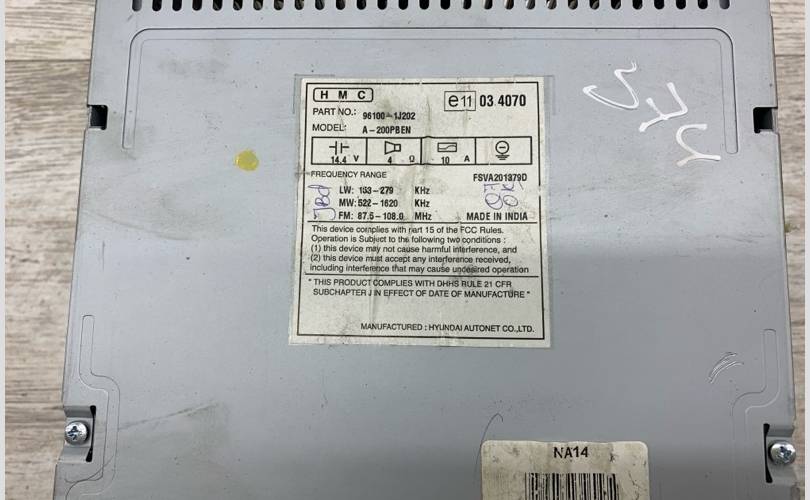 HMC
e11 03 4070
PART NO.: 96100-1J202
MODEL: A-200PBEN
14.4 V 4 Ω 10 A
FREQUENCY RANGE FSVA201379D
LW: 153-279 KHz
MW: 522-1620 KHz
FM: 87.5-108.0 MHz MADE IN INDIA
This device complies with part 15 of the FCC Rules.
Operation is Subject to the following two conditions :
(1) this device may not cause harmful interference, and
(2) this device must accept any interference received,
including interference that may cause undesired operation
" THIS PRODUCT COMPLIES WITH DHHS RULE 21 CFR
SUBCHAPTER J IN EFFECT OF DATE OF MANUFACTURE "
MANUFACTURED : HYUNDAI AUTONET CO.,LTD.
NA14